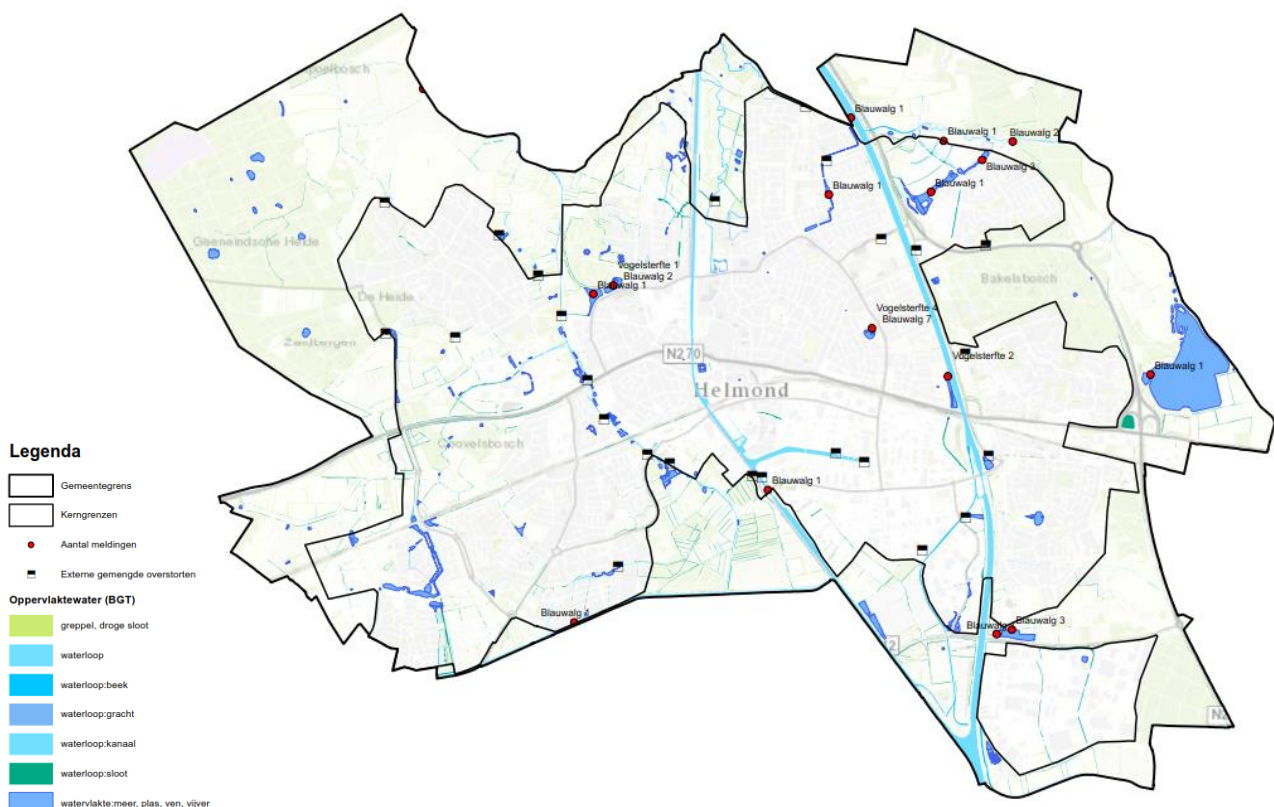 Blauwalg 1
Blauwalg 1
Blauwalg 2
Blauwalg 3
Blauwalg 1
Blauwalg 1
Geeneindsche Heide
Vogelsterfte 1
Blauwalg 2
Blauwalg 1
Bakelsbosch
De Heide
Vogelsterfte 4
Blauwalg 7
Zandbergen
N270
Vogelsterfte 2
Blauwalg 1
Helmond
Coovelsbosch
Blauwalg 1
Blauwalg 3
Blauwalg
Legenda
Gemeentegrens
Kerngrenzen
Aantal meldingen
Externe gemengde overstorten
Oppervlaktewater (BGT)
greppel, droge sloot
waterloop
waterloop:beek
waterloop:gracht
waterloop:kanaal
waterloop:sloot
watervlakte:meer, plas, ven, vijver